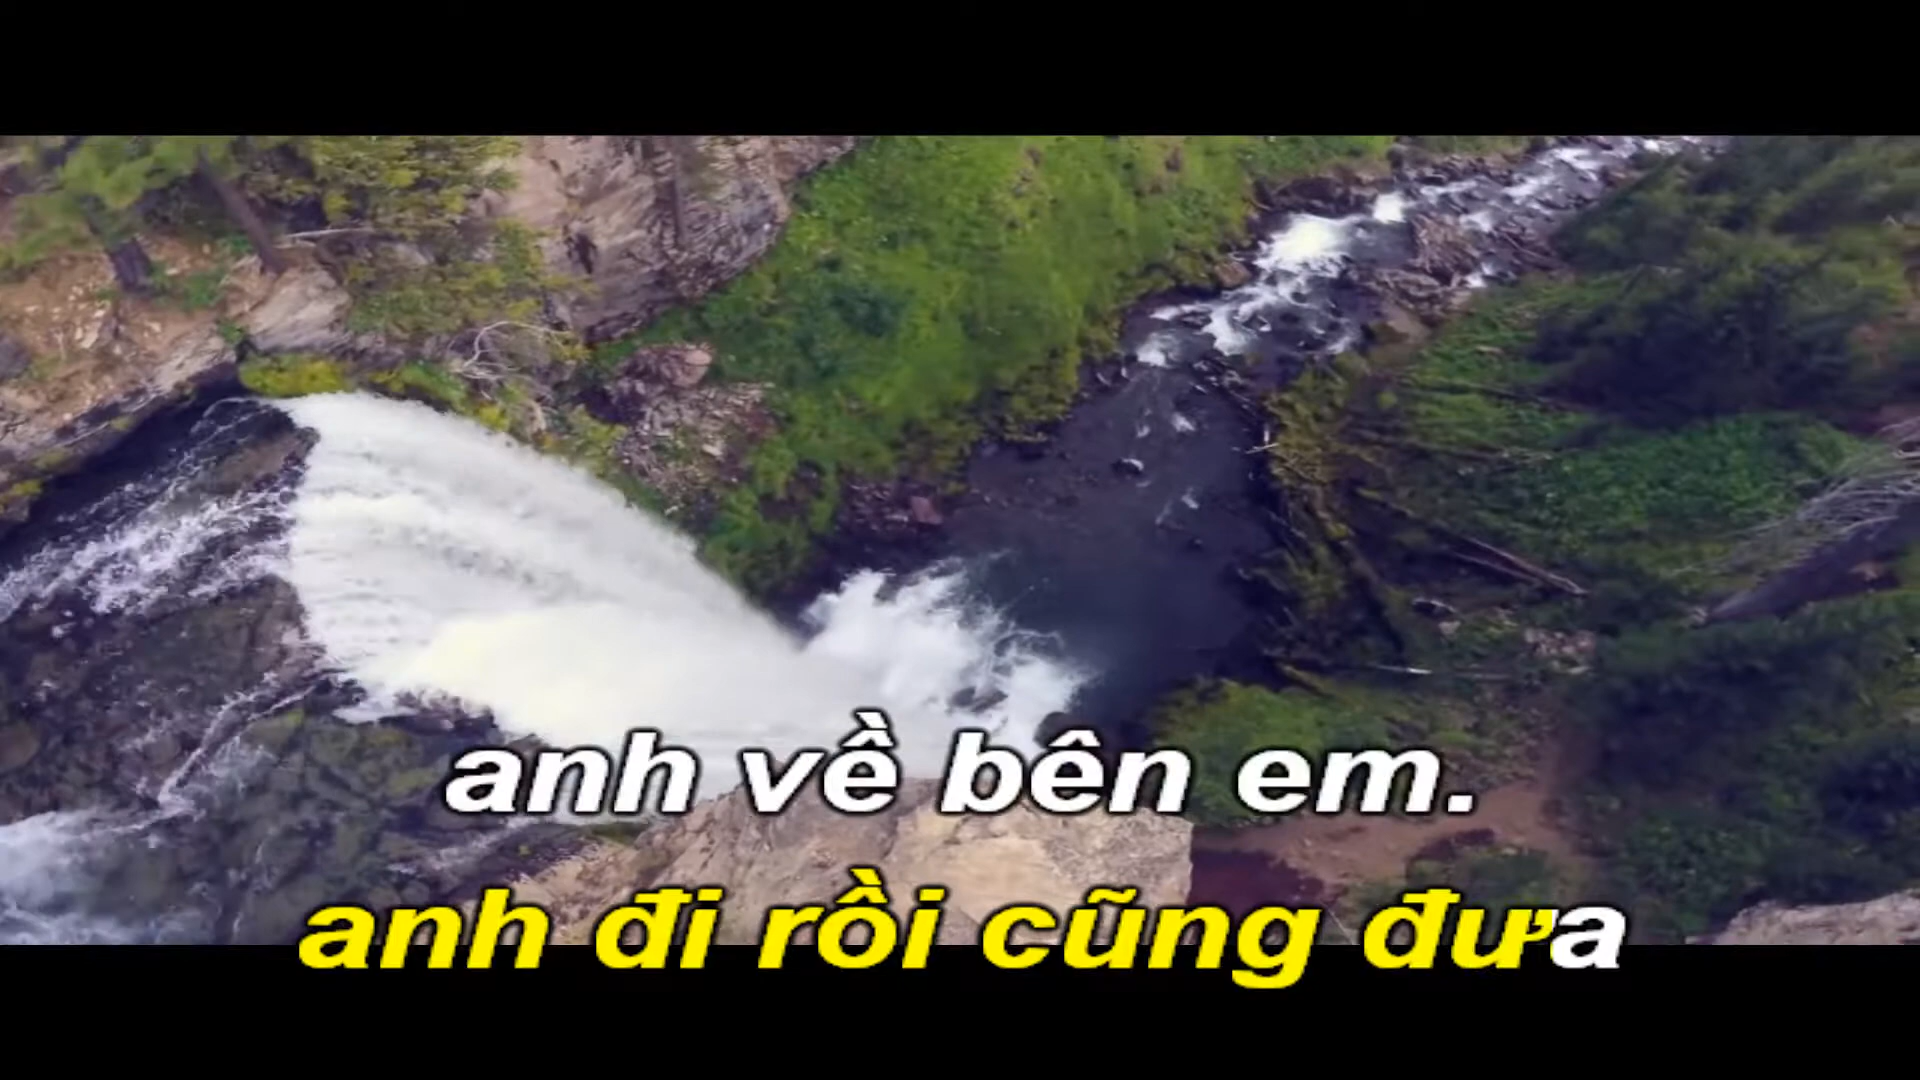 anh về bên em.
anh đi rồi cũng đưa